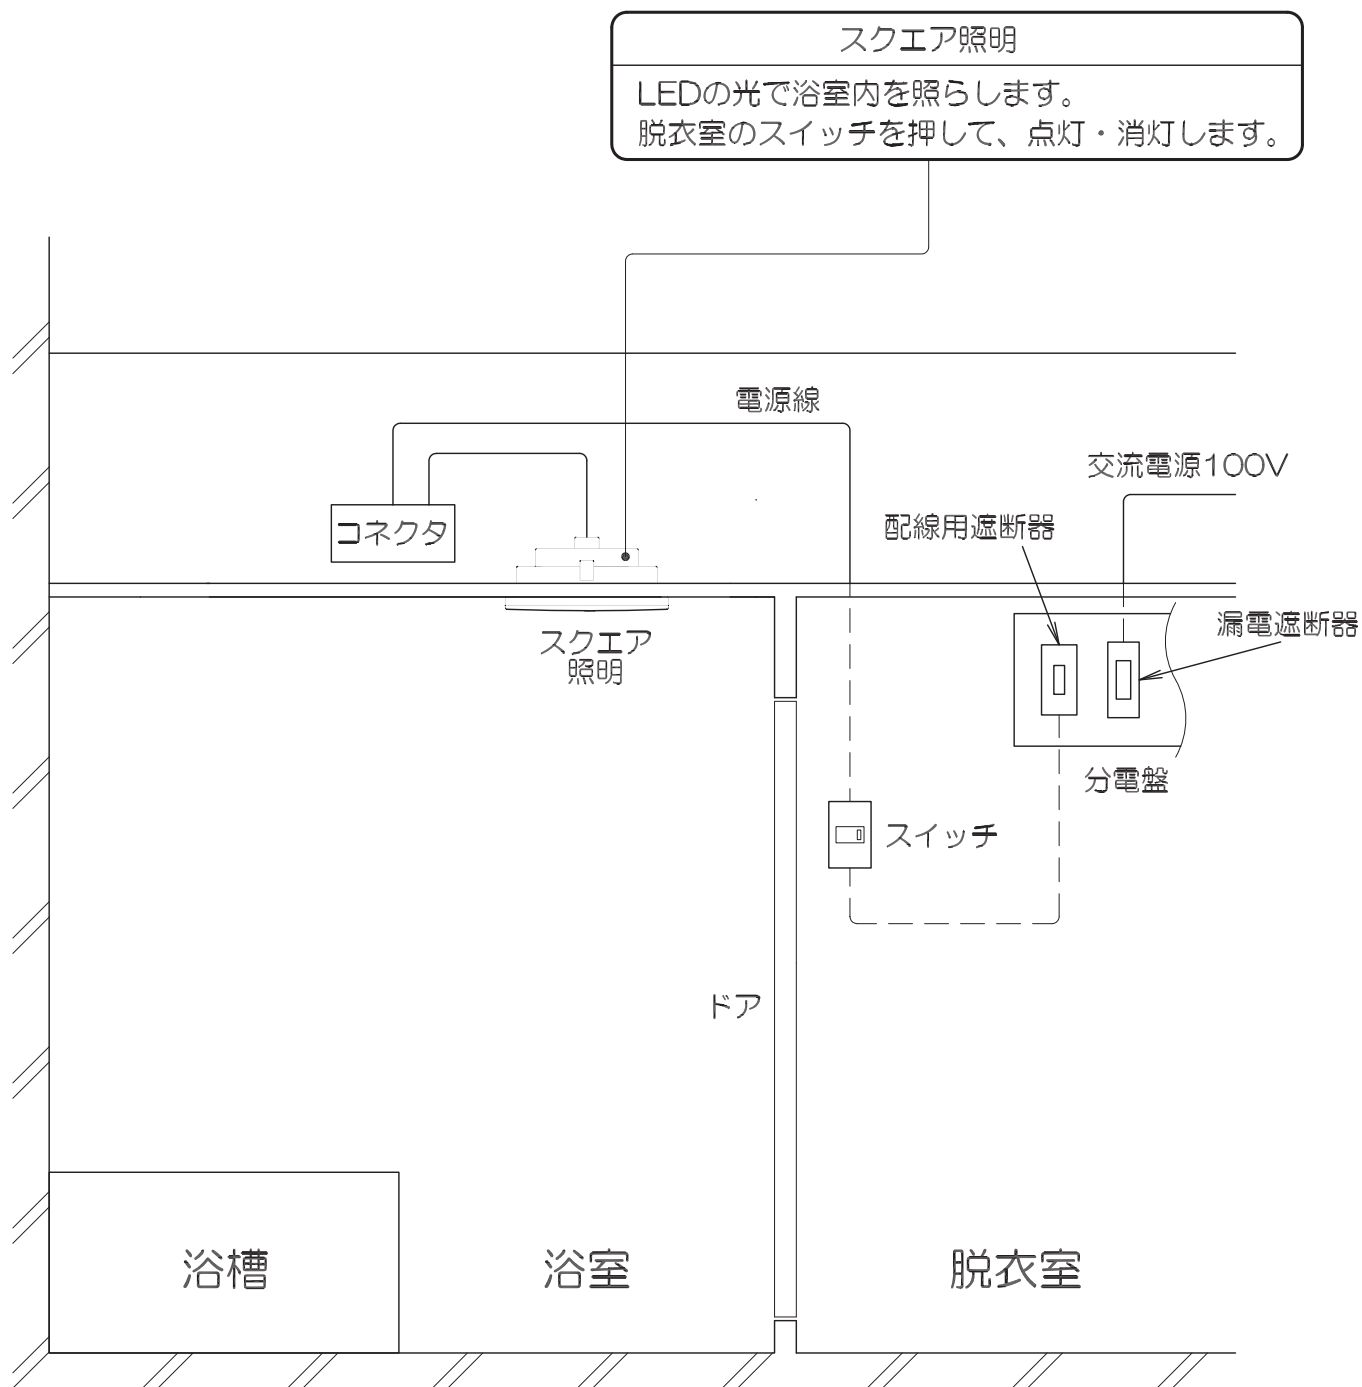 スクエア照明
LEDの光で浴室内を照らします。
脱衣室のスイッチを押して、点灯・消灯します。
電源線
交流電源100V
配線用遮断器
コネクタ
漏電遮断器
スクエア
照明
分電盤
スイッチ
ドア
浴槽
浴室
脱衣室